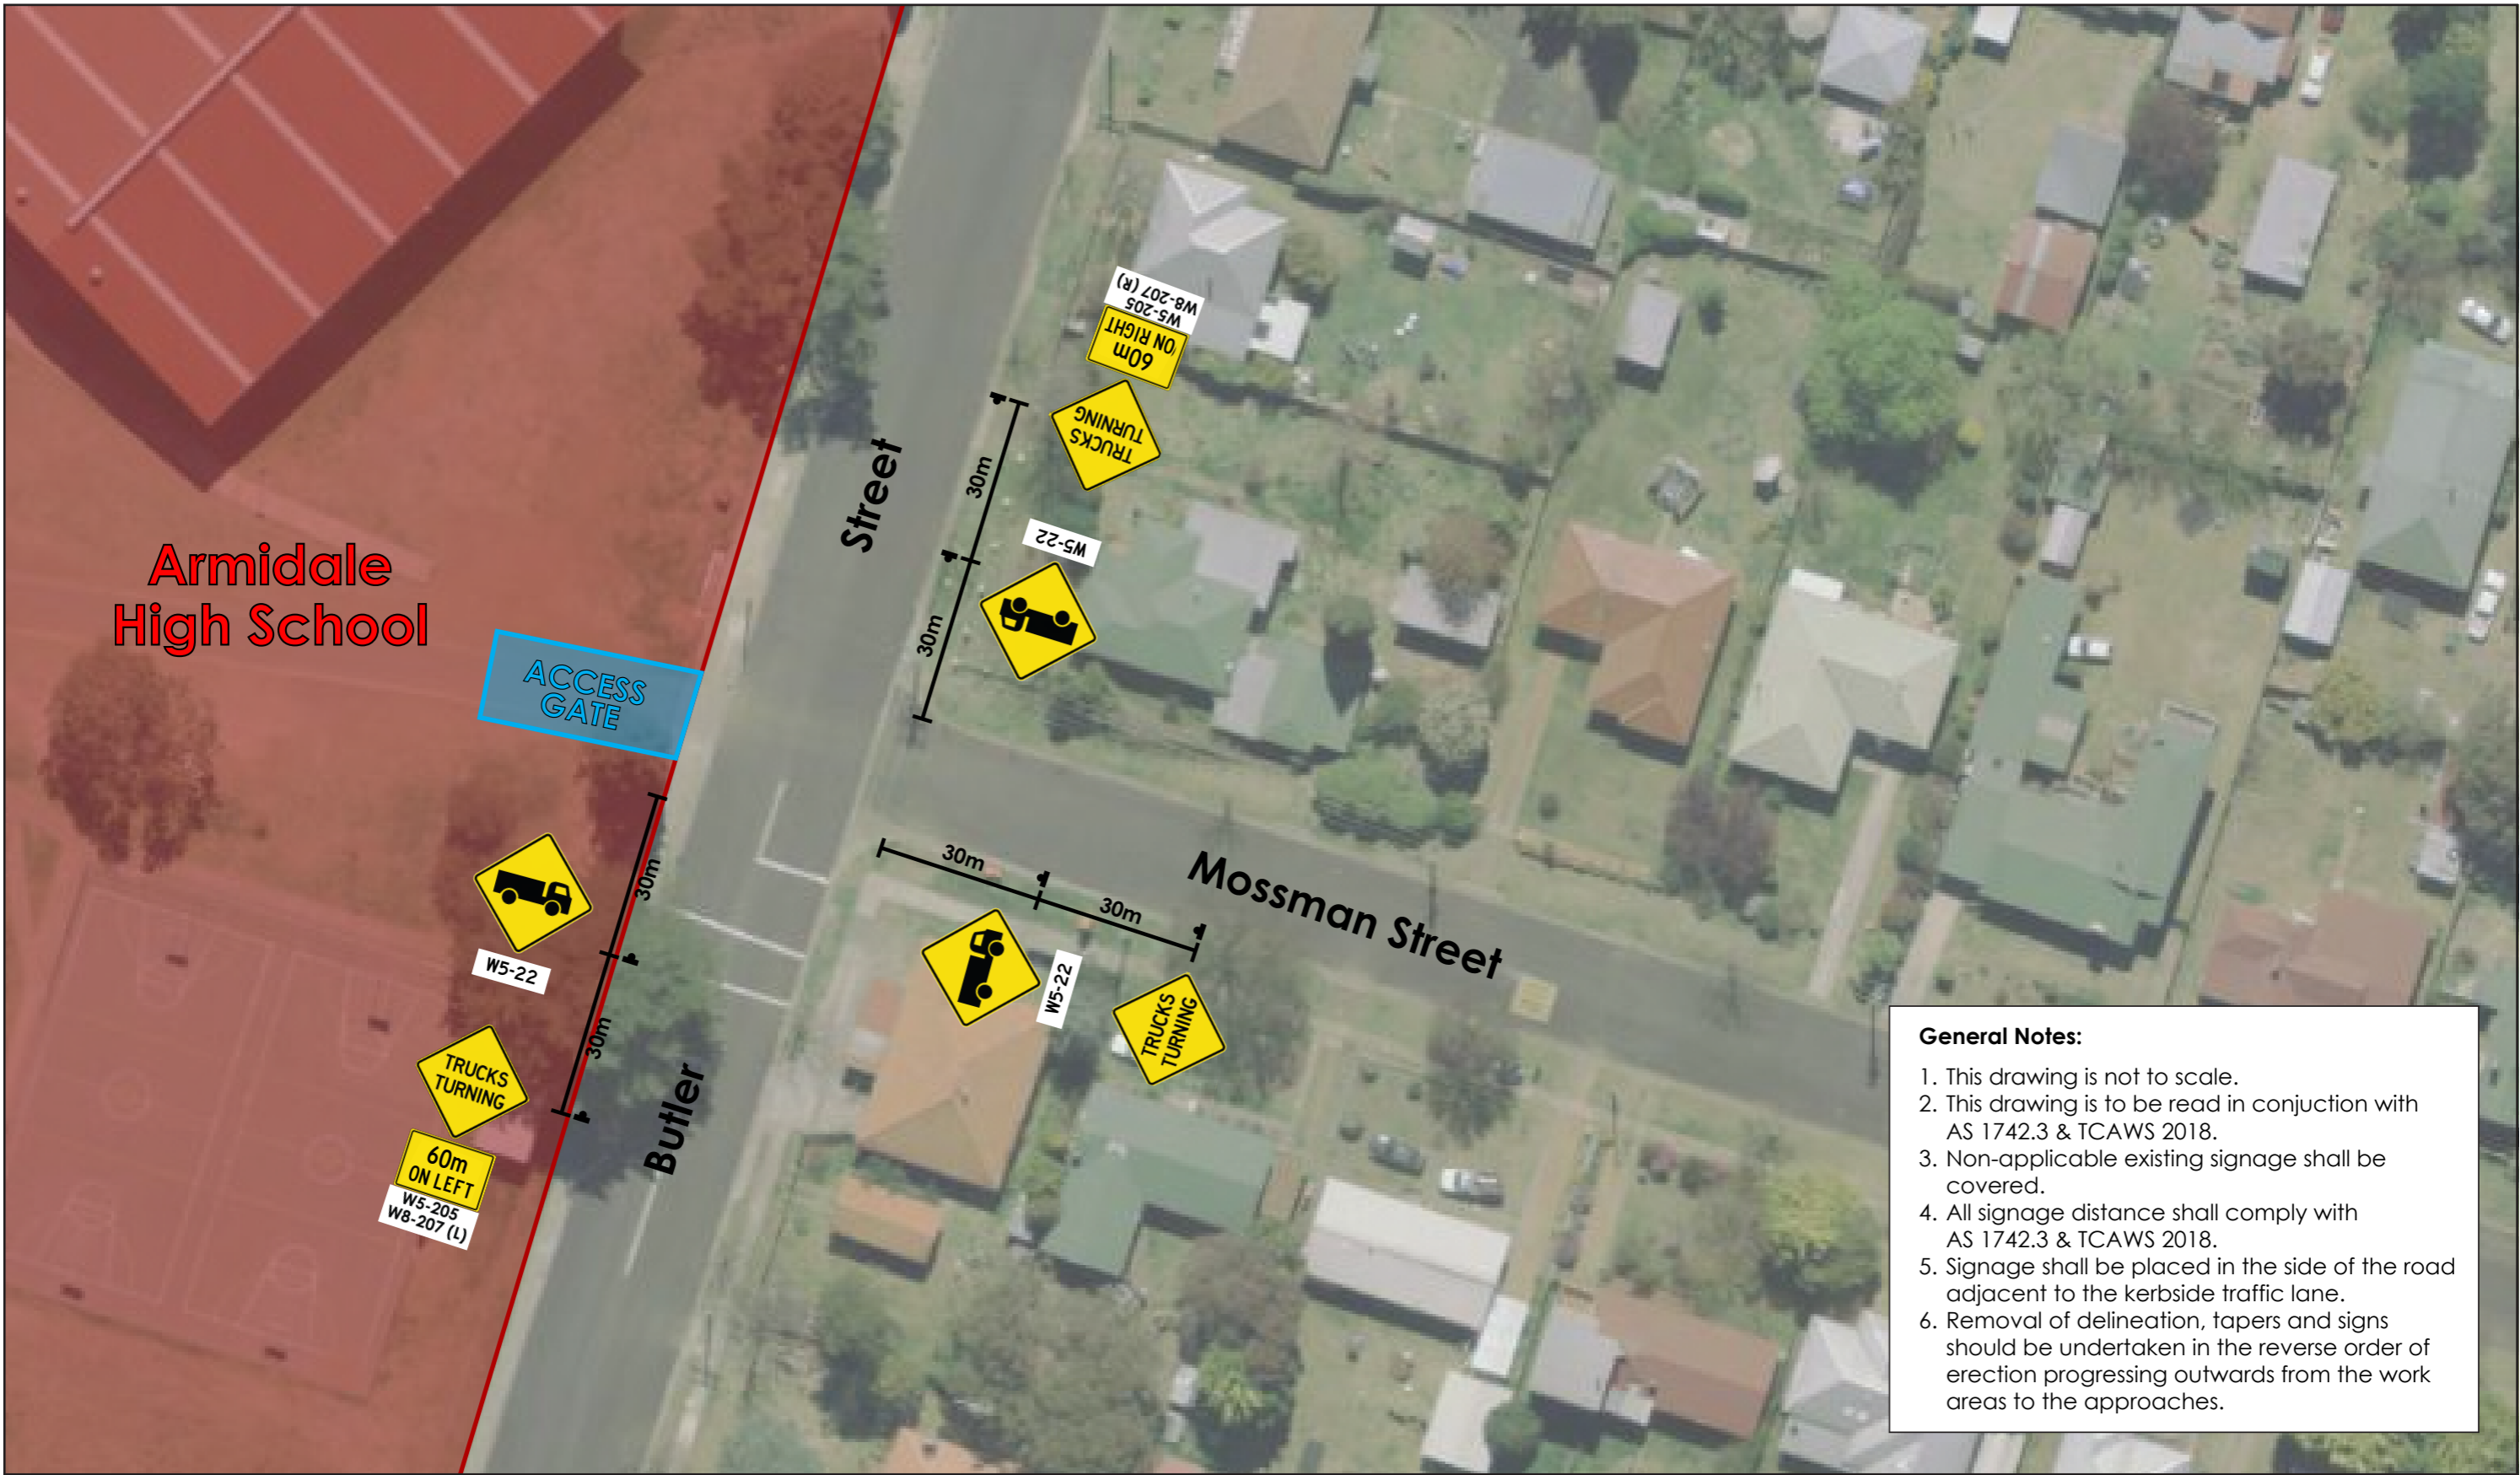 W5-205
W8-207 (R)
60m
ON RIGHT
TRUCKS
TURNING
30m
Street
W5-22
30m
Armidale
High School
ACCESS
GATE
30m
W5-22
30m
TRUCKS
TURNING
60m
ON LEFT
W5-205
W8-207 (L)
Butler
30m
30m
Mossman Street
W5-22
TRUCKS
TURNING
General Notes:
1. This drawing is not to scale.
2. This drawing is to be read in conjuction with
AS 1742.3 & TCAWS 2018.
3. Non-applicable existing signage shall be
covered.
4. All signage distance shall comply with
AS 1742.3 & TCAWS 2018.
5. Signage shall be placed in the side of the road
adjacent to the kerbside traffic lane.
6. Removal of delineation, tapers and signs
should be undertaken in the reverse order of
erection progressing outwards from the work
areas to the approaches.